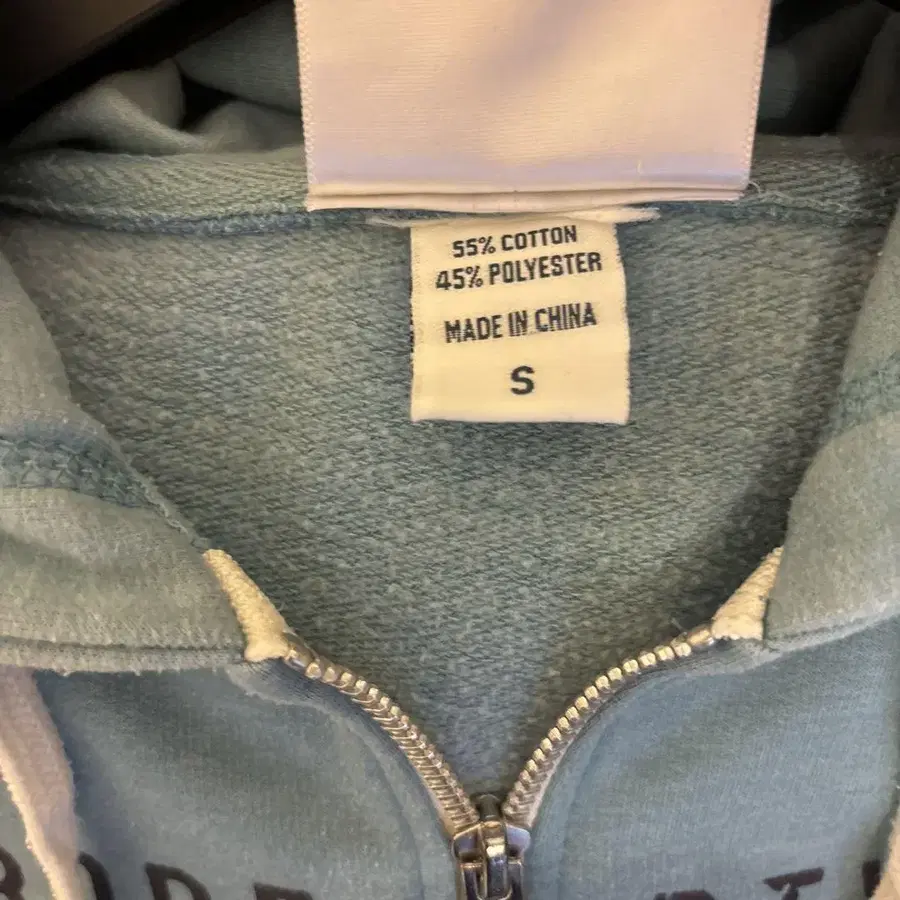 55% COTTON
45% POLYESTER
MADE IN CHINA
S